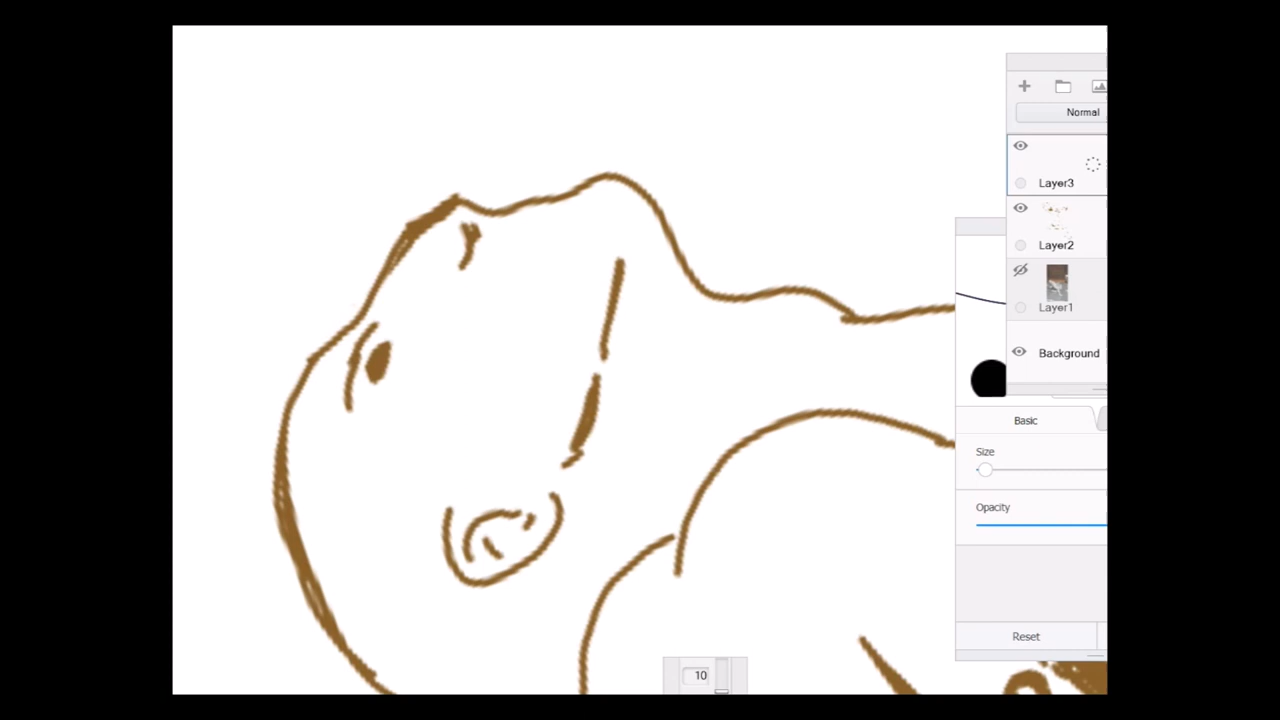 Normal
Layer3
Layer2
Layer1
Background
Basic
Size
Opacity
Reset
10